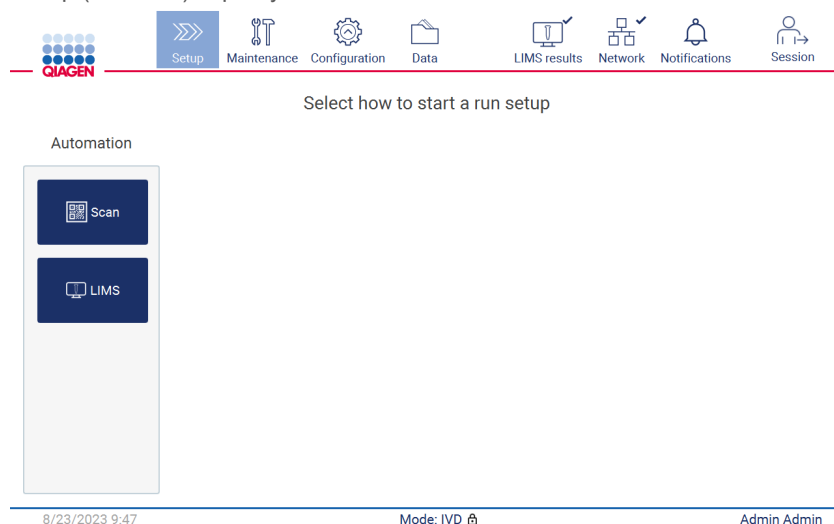 QIAGEN
Setup
Maintenance
Configuration
Data
LIMS results
Network
Notifications
Session
Select how to start a run setup
Automation
Scan
LIMS
8/23/2023 9:47
Mode: IVD
Admin Admin